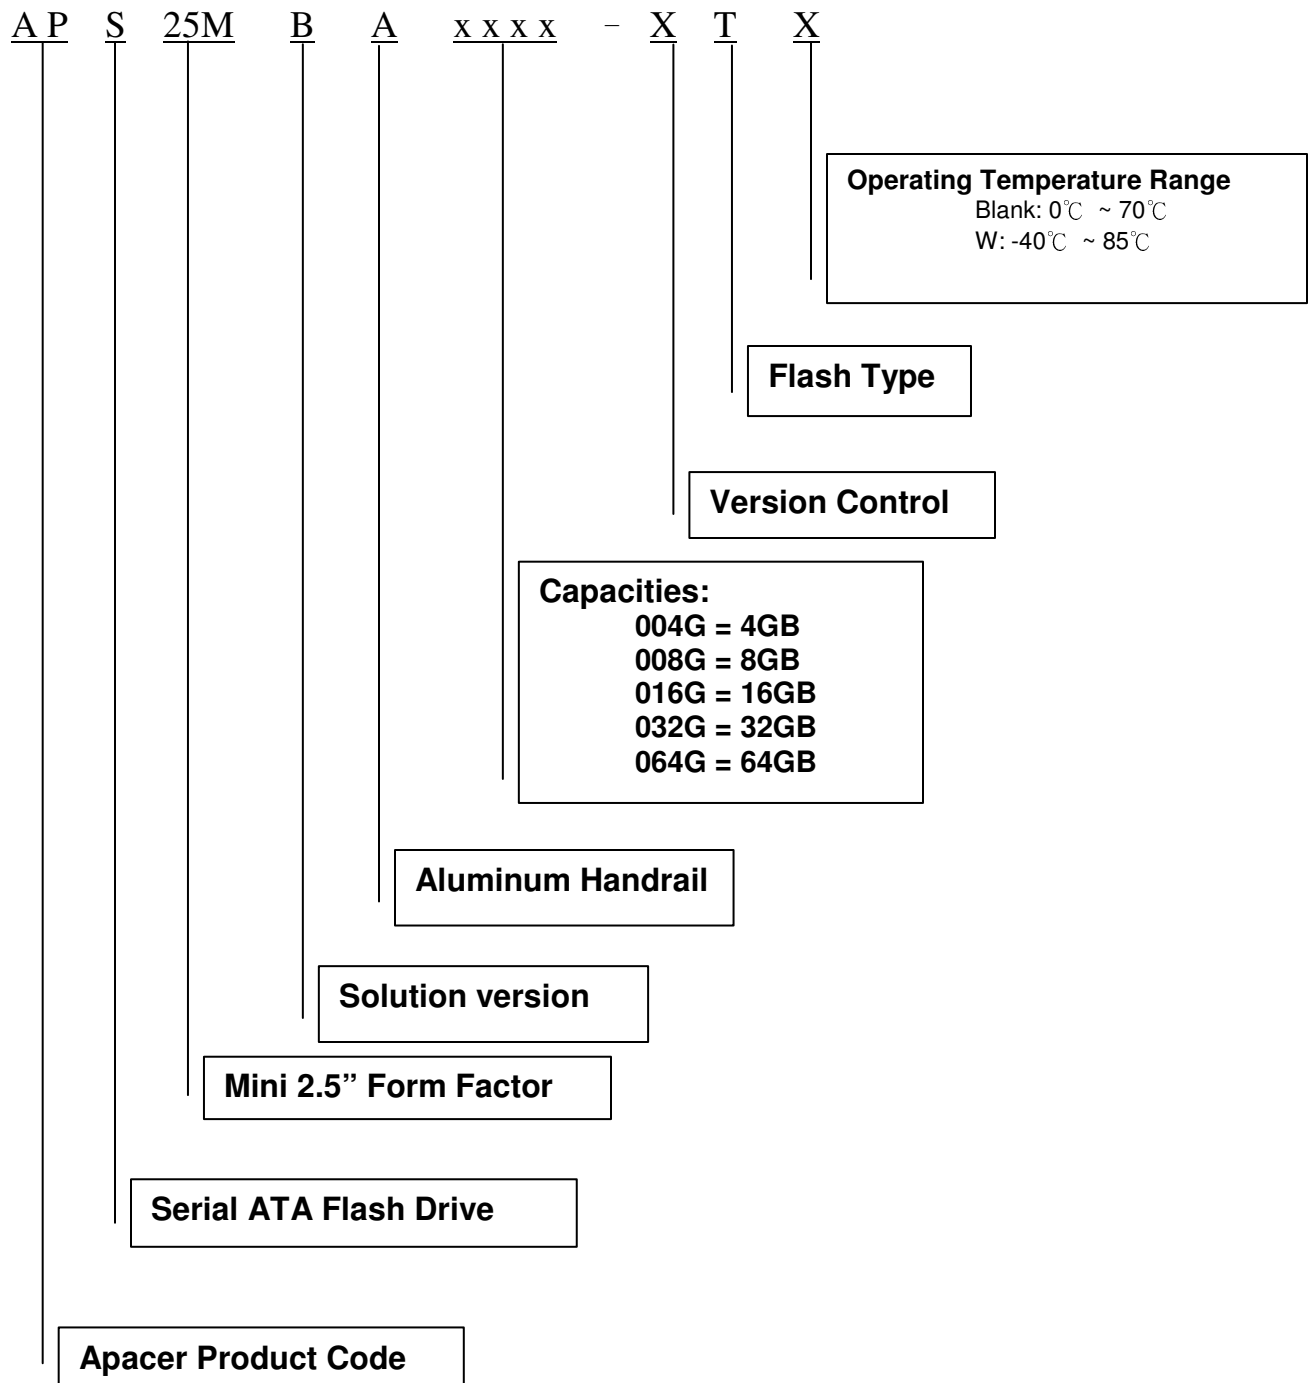 A P S 25M B A x x x x – X T X
Operating Temperature Range
Blank: 0℃ ~ 70℃
W: -40℃ ~ 85℃
Flash Type
Version Control
Capacities:
004G = 4GB
008G = 8GB
016G = 16GB
032G = 32GB
064G = 64GB
Aluminum Handrail
Solution version
Mini 2.5” Form Factor
Serial ATA Flash Drive
Apacer Product Code